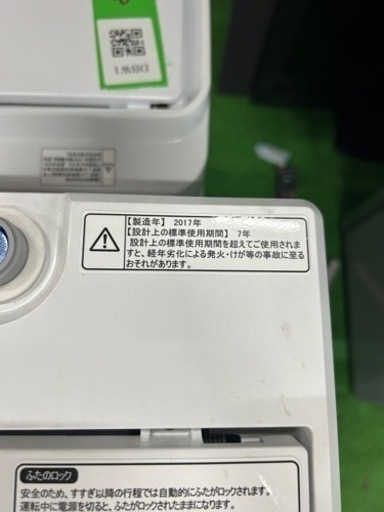 DBW1
【製造年】 2017年
【設計上の標準使用期間】 7年
設計上の標準使用期間を超えてご使用されま
すと、経年劣化による発火・けが等の事故に至る
おそれがあります。
ふたのロック
安全のため、すすぎ以降の行程では自動的にふたがロックされます。
運転中に電源を切ると、ふたがロックされたままになります。